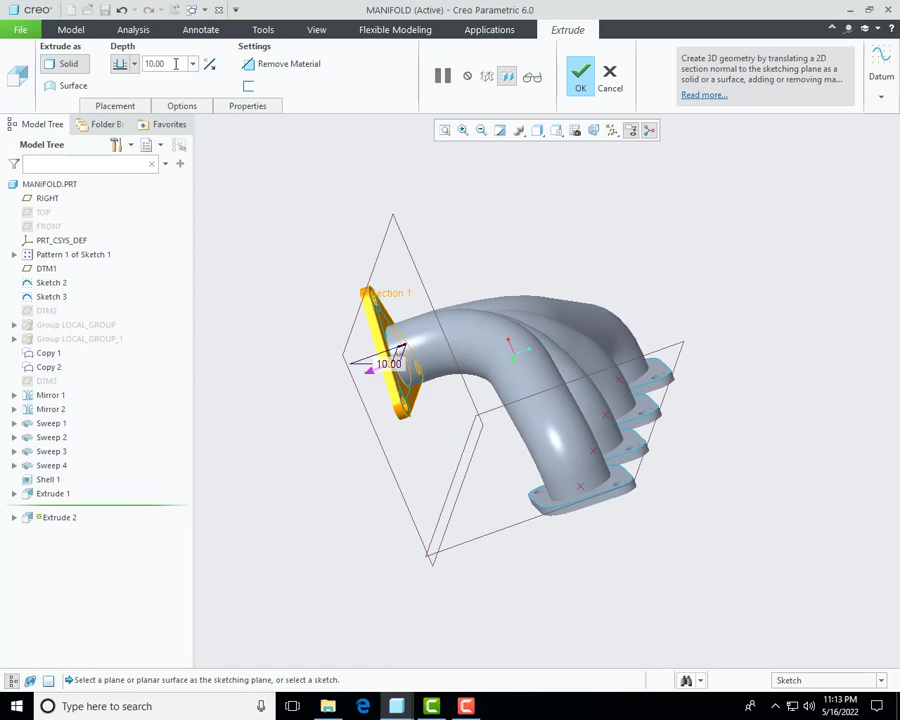 creo
MANIFOLD (Active) - Creo Parametric 6.0
File
Model
Analysis
Annotate
Tools
View
Flexible Modeling
Applications
Extrude
Extrude as
Depth
Settings
Solid
10.00
Remove Material
Surface
OK
Cancel
Create 3D geometry by translating a 2D
section normal to the sketching plane as a
solid or a surface, adding or removing ma...
Read more...
Datum
Placement
Options
Properties
Model Tree
Folder Br
Favorites
Model Tree
MANIFOLD.PRT
RIGHT
TOP
FRONT
PRT_CSYS_DEF
Pattern 1 of Sketch 1
DTM1
Sketch 2
Sketch 3
DTM2
Group LOCAL_GROUP
Group LOCAL_GROUP_1
Copy 1
Copy 2
DTM3
Mirror 1
Mirror 2
Sweep 1
Sweep 2
Sweep 3
Sweep 4
Shell 1
Extrude 1
Extrude 2
ection 1
10.00
Select a plane or planar surface as the sketching plane, or select a sketch.
Sketch
Type here to search
11:13 PM
5/16/2022